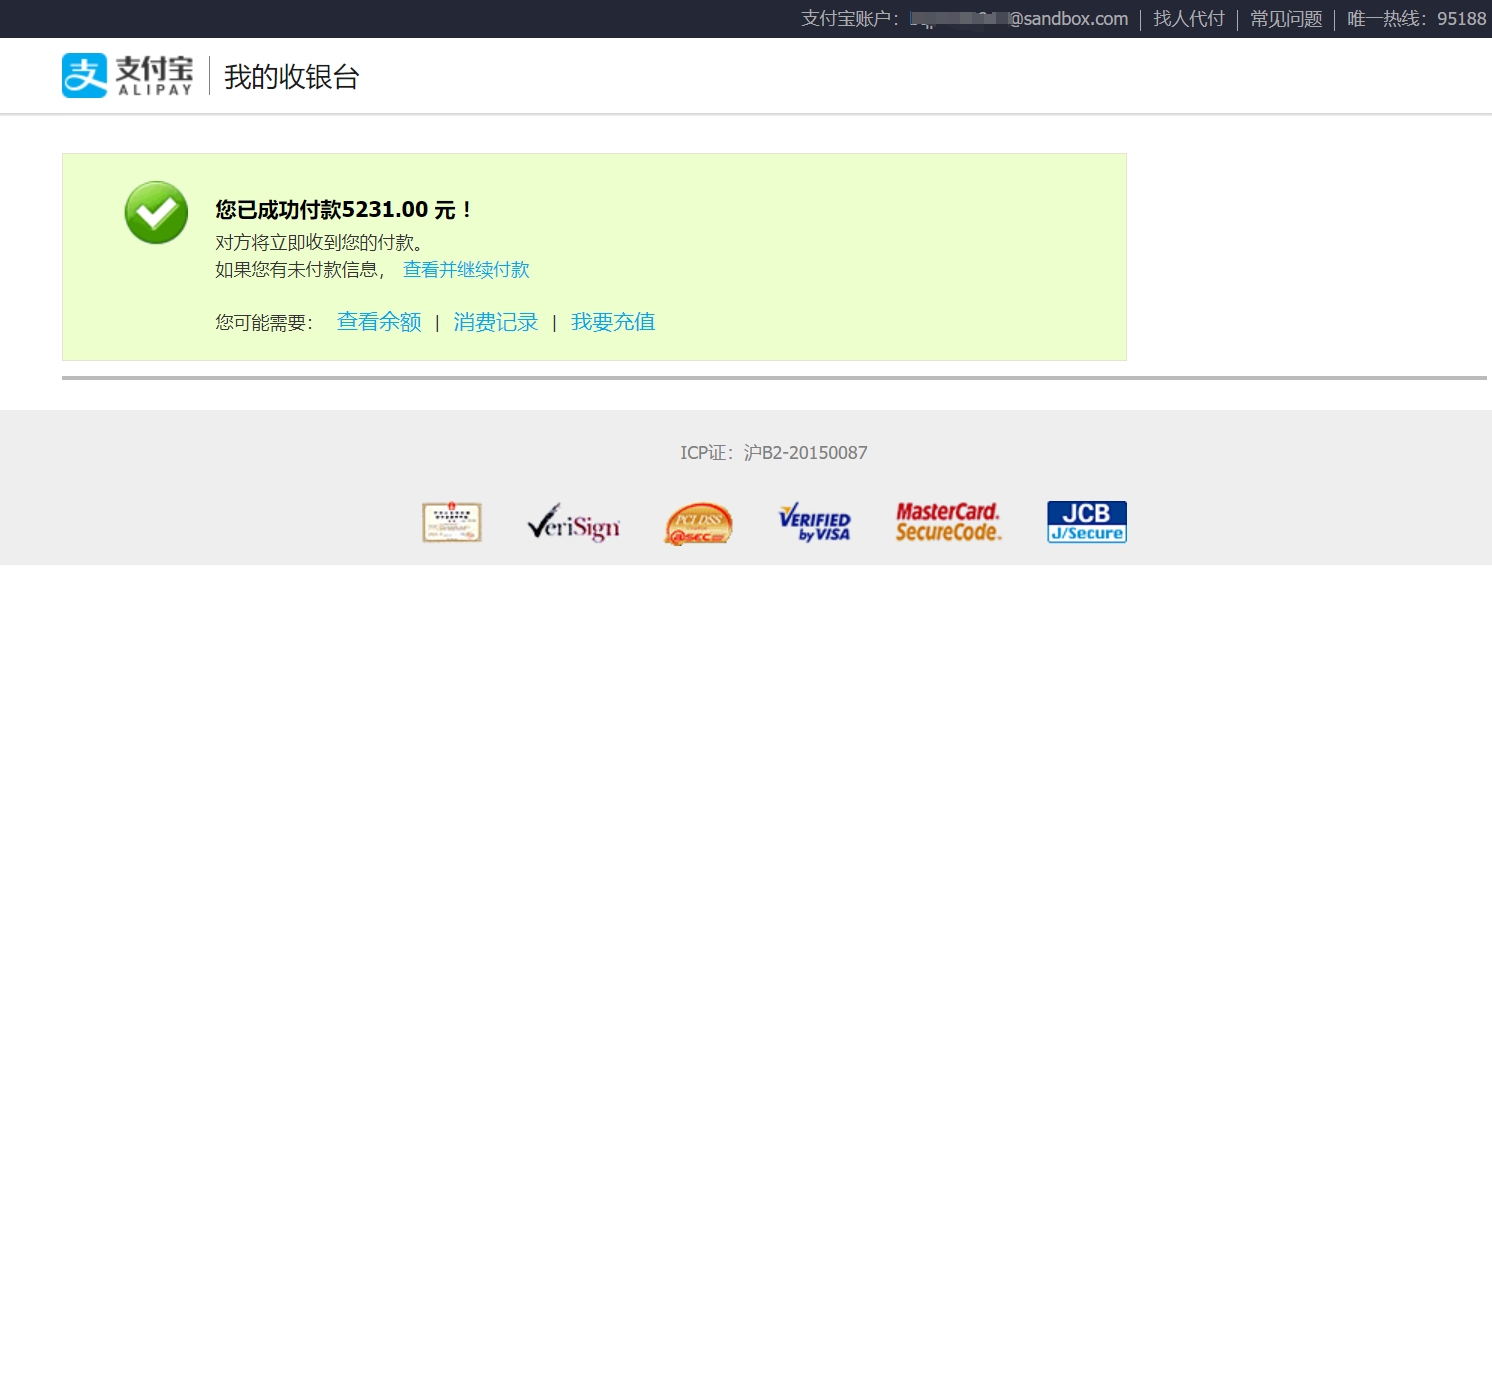 支付宝账户：@sandbox.com | 找人代付 | 常见问题 | 唯一热线：95188
支 支付宝 ALIPAY | 我的收银台
您已成功付款5231.00 元！
对方将立即收到您的付款。
如果您有未付款信息， 查看并继续付款
您可能需要： 查看余额 | 消费记录 | 我要充值
ICP证：沪B2-20150087
VeriSign PCI DSS @SEC VERIFIED by VISA MasterCard. SecureCode. JCB J/Secure